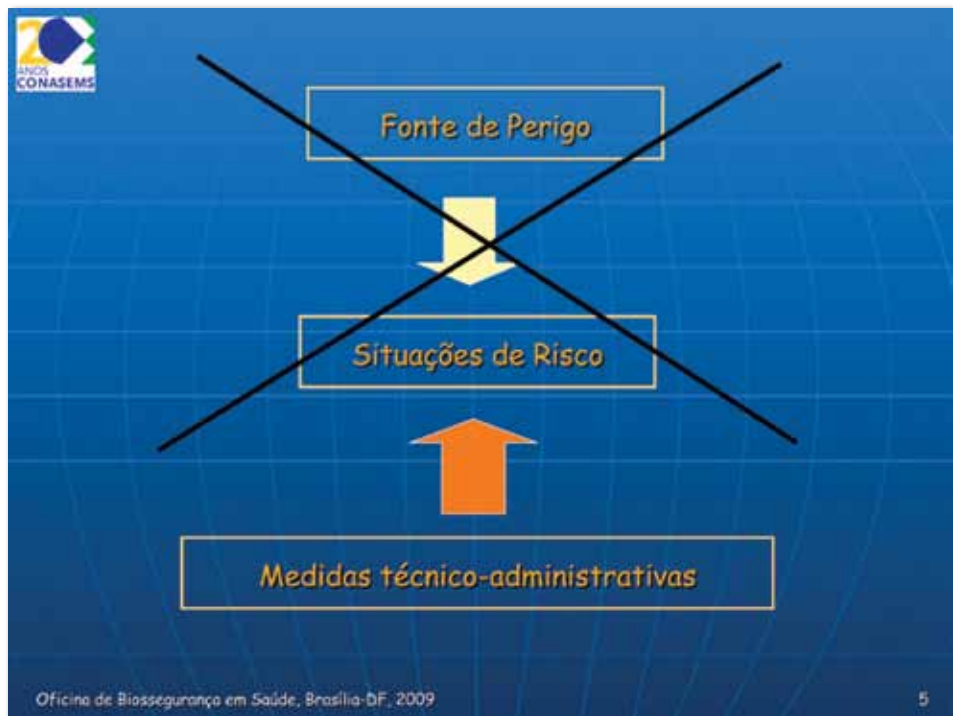 20
ANOS
CONASEMS
Fonte de Perigo
Situações de Risco
Medidas técnico-administrativas
Oficina de Biossegurança em Saúde, Brasília-DF, 2009
5